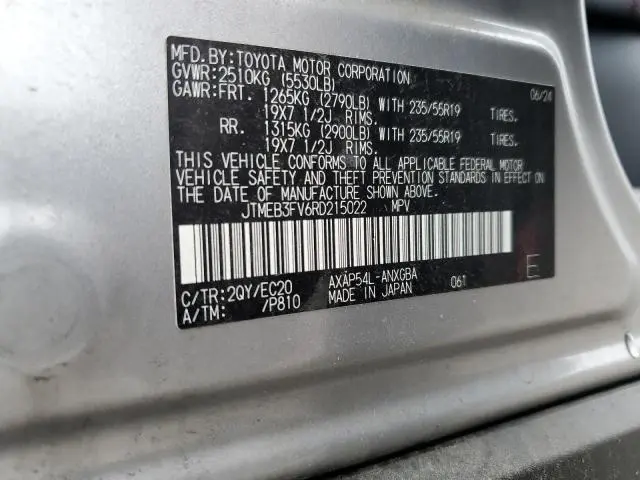 MFD.BY:TOYOTA MOTOR CORPORATION 06/24
GVWR:2510KG (5530LB)
GAWR:FRT. 1265KG (2790LB) WITH 235/55R19 TIRES.
19X7 1/2J RIMS.
RR. 1315KG (2900LB) WITH 235/55R19 TIRES.
19X7 1/2J RIMS.
THIS VEHICLE CONFORMS TO ALL APPLICABLE FEDERAL MOTOR
VEHICLE SAFETY AND THEFT PREVENTION STANDARDS IN EFFECT ON
THE DATE OF MANUFACTURE SHOWN ABOVE.
JTMEB3FV6RD215022 MPV
C/TR:2QY/EC20 AXAP54L-ANXGBA E
A/TM: /P810 MADE IN JAPAN 061